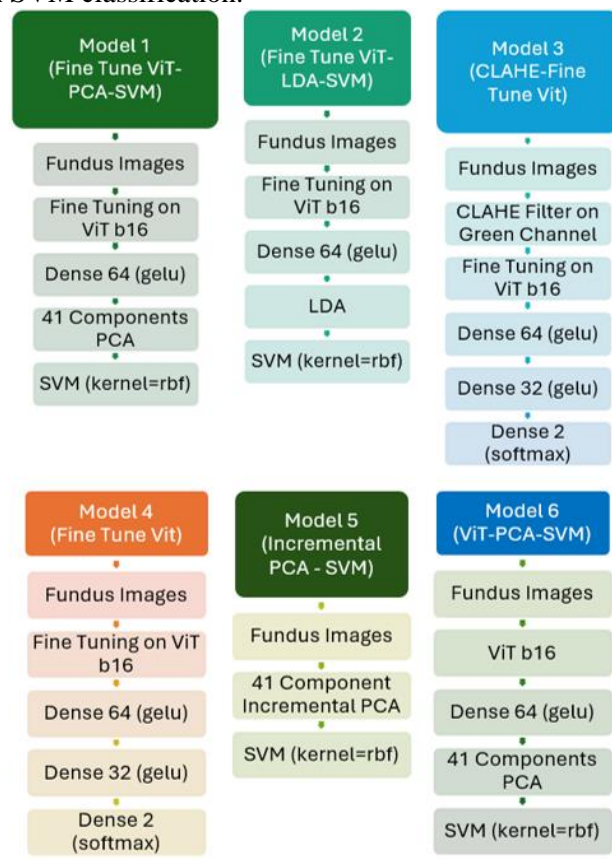 SVM classification.
Model 1
(Fine Tune ViT-
PCA-SVM)
Fundus Images
Fine Tuning on
ViT b16
Dense 64 (gelu)
41 Components
PCA
SVM (kernel=rbf)
Model 2
(Fine Tune ViT-
LDA-SVM)
Fundus Images
Fine Tuning on
ViT b16
Dense 64 (gelu)
LDA
SVM (kernel=rbf)
Model 3
(CLAHE-Fine
Tune Vit)
Fundus Images
CLAHE Filter on
Green Channel
Fine Tuning on
ViT b16
Dense 64 (gelu)
Dense 32 (gelu)
Dense 2
(softmax)
Model 4
(Fine Tune Vit)
Fundus Images
Fine Tuning on ViT
b16
Dense 64 (gelu)
Dense 32 (gelu)
Dense 2
(softmax)
Model 5
(Incremental
PCA - SVM)
Fundus Images
41 Component
Incremental PCA
SVM (kernel=rbf)
Model 6
(ViT-PCA-SVM)
Fundus Images
ViT b16
Dense 64 (gelu)
41 Components
PCA
SVM (kernel=rbf)